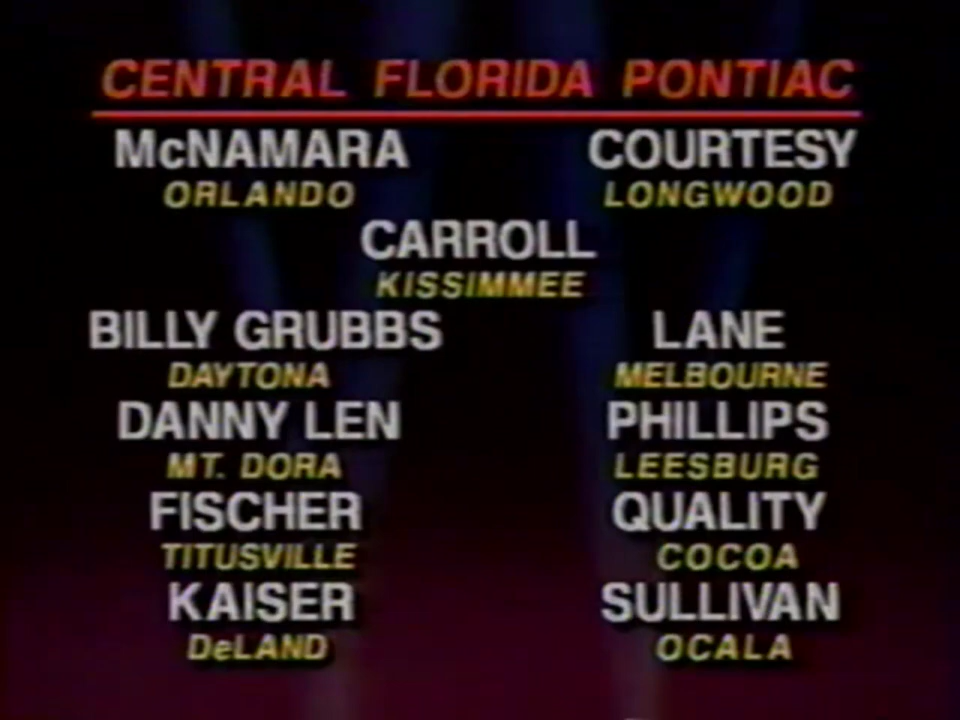 CENTRAL FLORIDA PONTIAC
McNAMARA
ORLANDO
COURTESY
LONGWOOD
CARROLL
KISSIMMEE
BILLY GRUBBS
DAYTONA
LANE
MELBOURNE
DANNY LEN
MT. DORA
PHILLIPS
LEESBURG
FISCHER
TITUSVILLE
QUALITY
COCOA
KAISER
DeLAND
SULLIVAN
OCALA